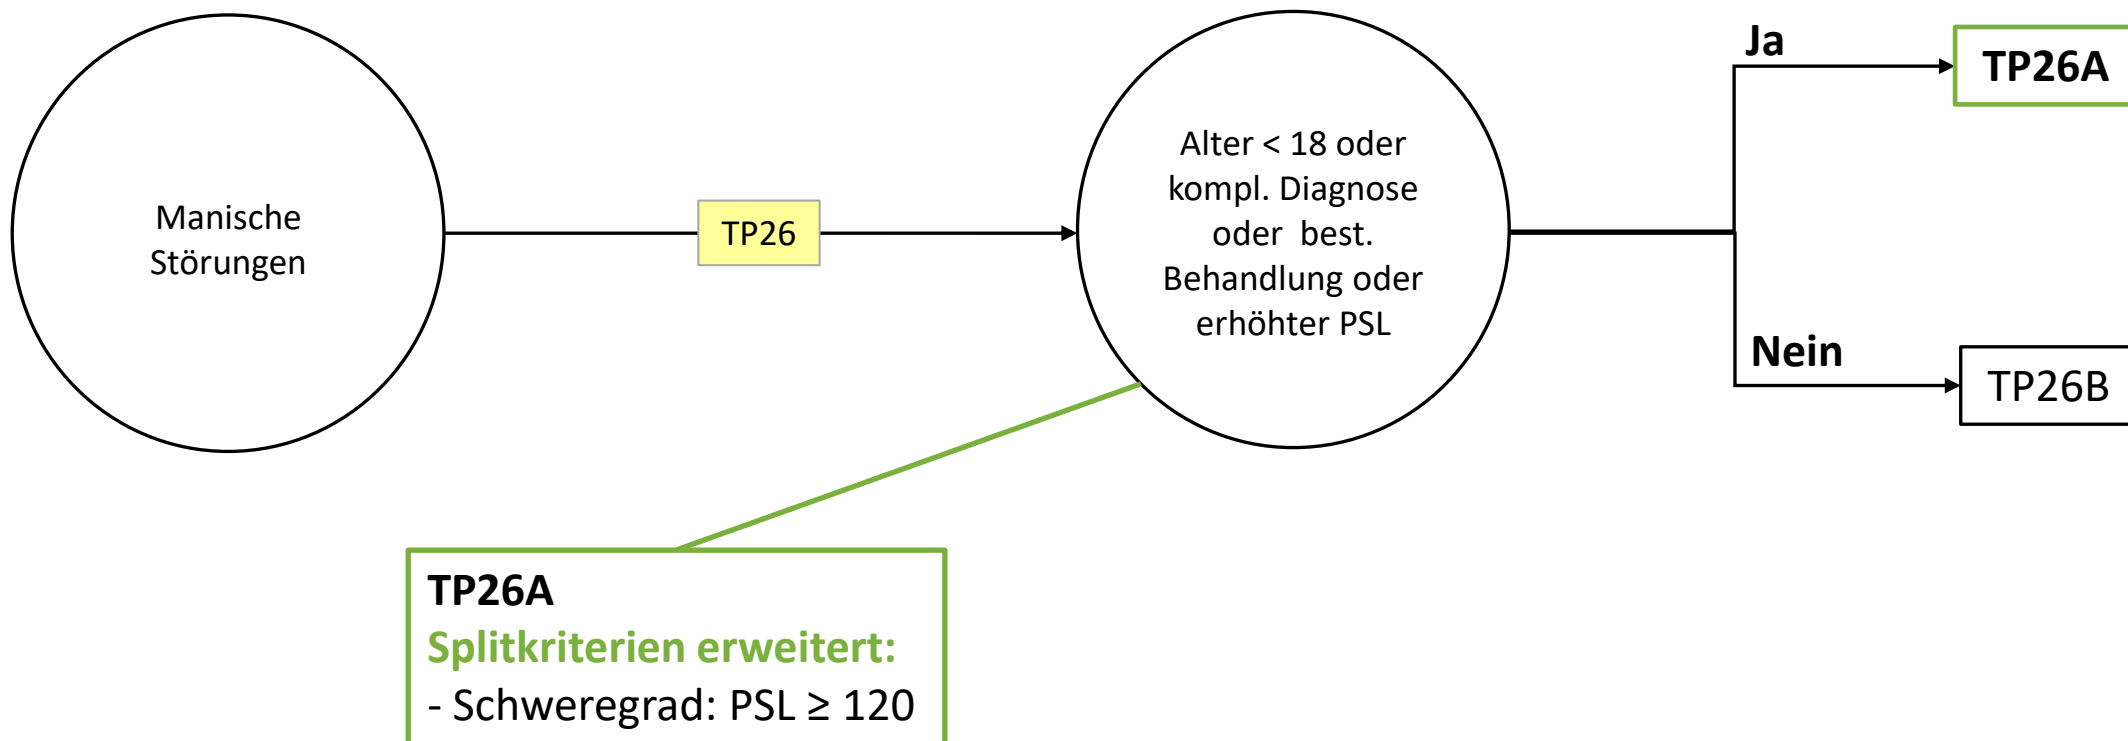 Manische
Störungen
TP26
Alter < 18 oder
kompl. Diagnose
oder best.
Behandlung oder
erhöhter PSL
Ja
TP26A
Nein
TP26B
TP26A
Splitkriterien erweitert:
- Schweregrad: PSL ≥ 120